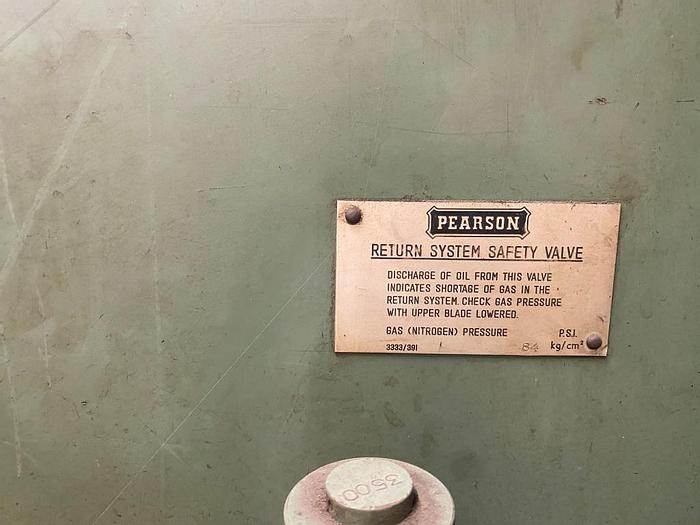 PEARSON
RETURN SYSTEM SAFETY VALVE
DISCHARGE OF OIL FROM THIS VALVE
INDICATES SHORTAGE OF GAS IN THE
RETURN SYSTEM. CHECK GAS PRESSURE
WITH UPPER BLADE LOWERED.
GAS (NITROGEN) PRESSURE P.S.I.
3333/391 84 kg/cm²
3500